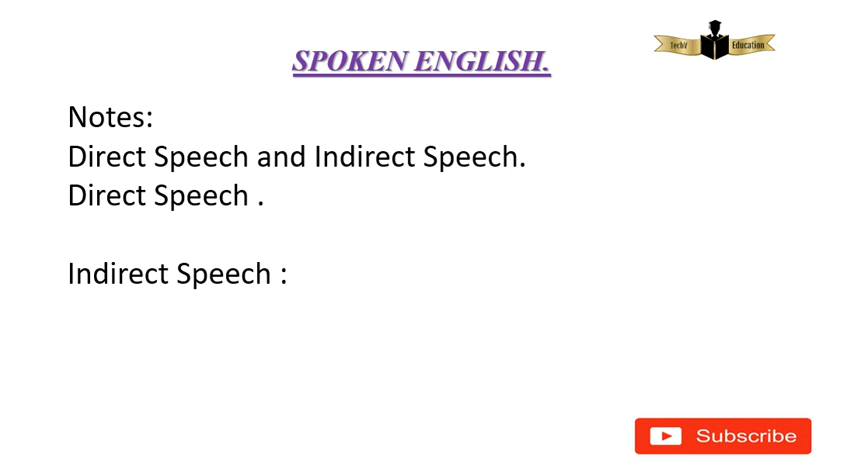 TechV Education
SPOKEN ENGLISH.
Notes:
Direct Speech and Indirect Speech.
Direct Speech .
Indirect Speech :
Subscribe